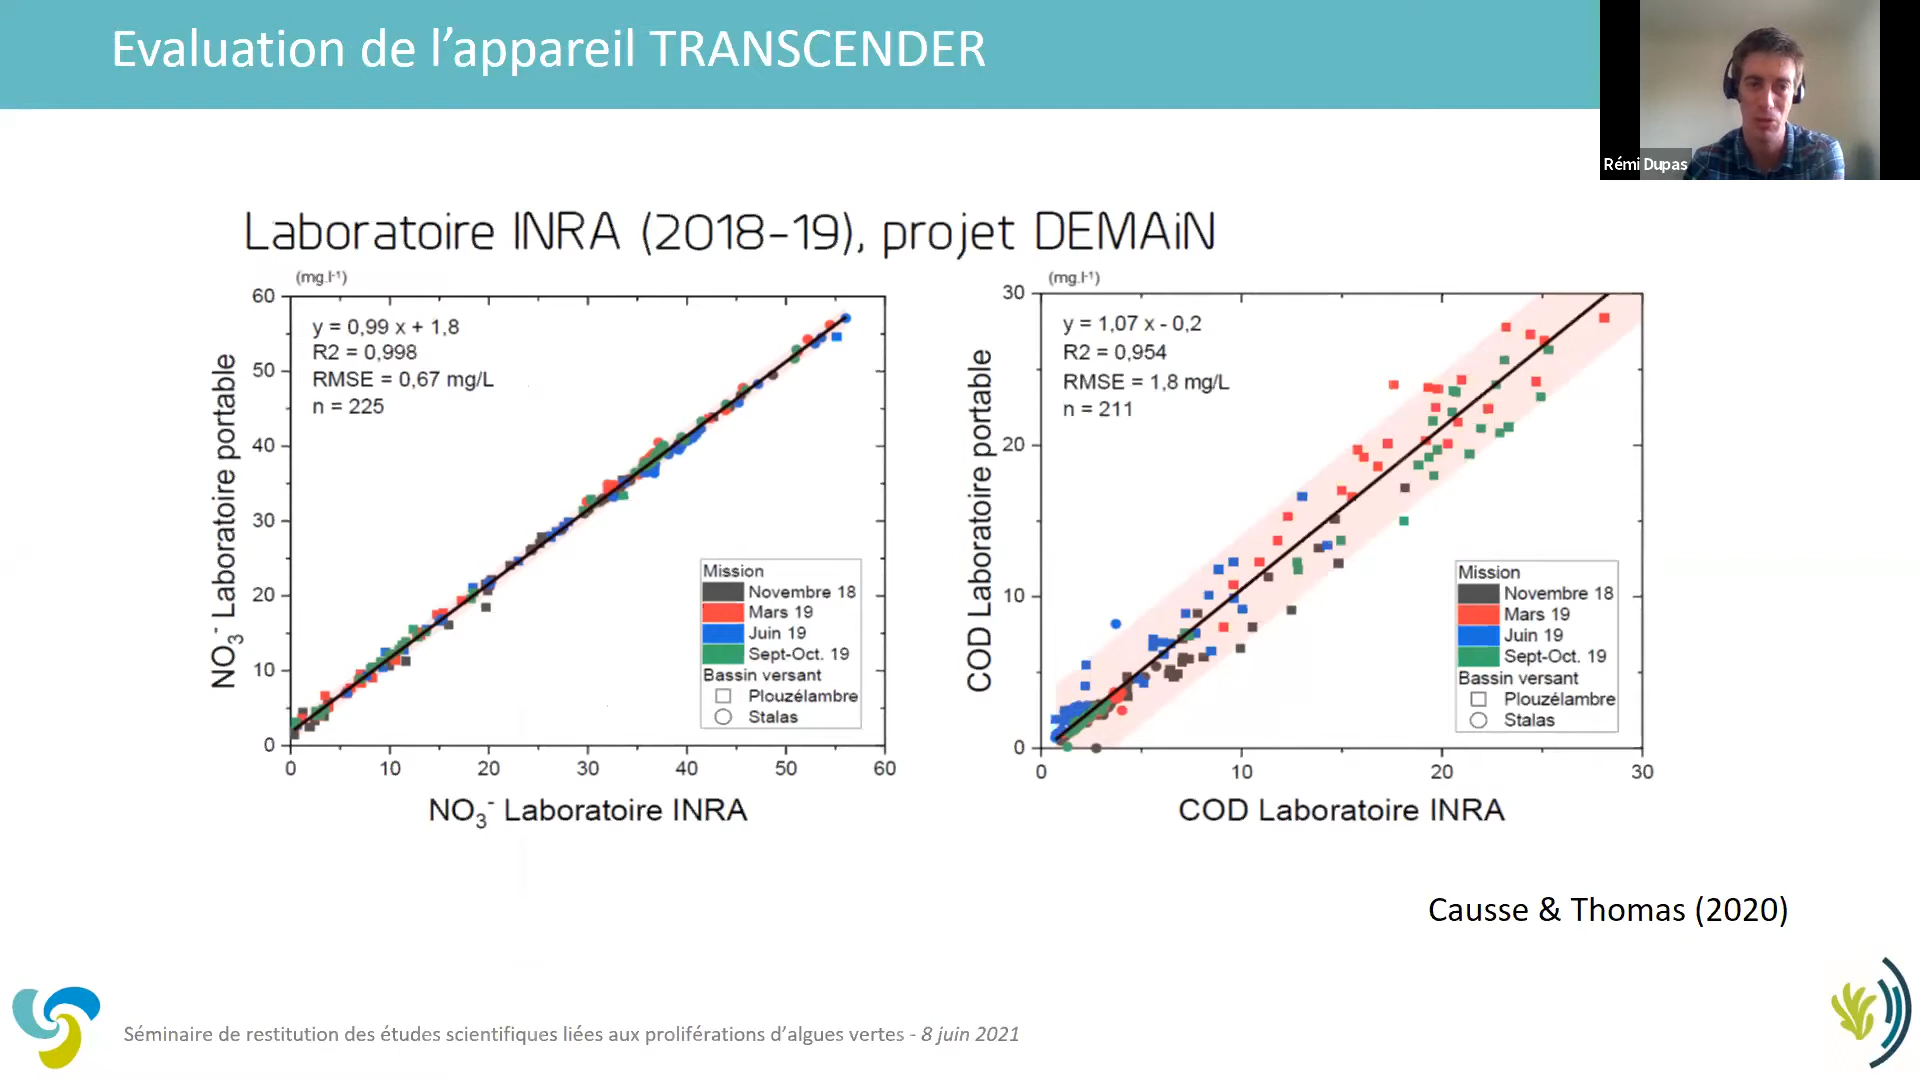 Evaluation de l'appareil TRANSCENDER
Rémi Dupas
Laboratoire INRA (2018-19), projet DEMAiN
(mg.l-1)
y = 0,99 x + 1,8
R2 = 0,998
RMSE = 0,67 mg/L
n = 225
NO3- Laboratoire portable
60
50
40
30
20
10
0
Mission
Novembre 18
Mars 19
Juin 19
Sept-Oct. 19
Bassin versant
Plouzélambre
Stalas
0 10 20 30 40 50 60
NO3- Laboratoire INRA
(mg.l-1)
y = 1,07 x - 0,2
R2 = 0,954
RMSE = 1,8 mg/L
n = 211
COD Laboratoire portable
30
20
10
0
Mission
Novembre 18
Mars 19
Juin 19
Sept-Oct. 19
Bassin versant
Plouzélambre
Stalas
0 10 20 30
COD Laboratoire INRA
Causse & Thomas (2020)
Séminaire de restitution des études scientifiques liées aux proliférations d'algues vertes - 8 juin 2021